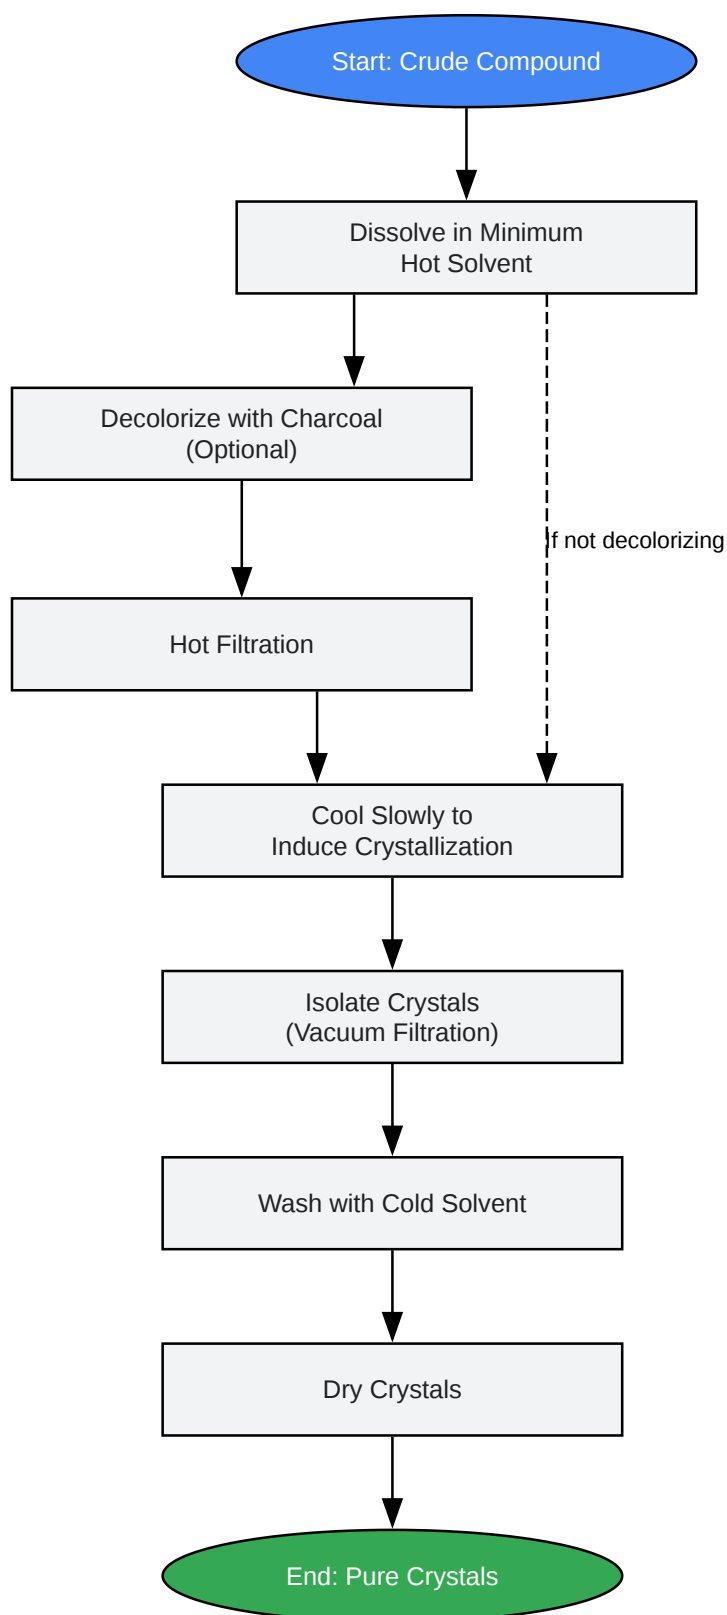 Start: Crude Compound
Dissolve in Minimum
Hot Solvent
Decolorize with Charcoal
(Optional)
If not decolorizing
Hot Filtration
Cool Slowly to
Induce Crystallization
Isolate Crystals
(Vacuum Filtration)
Wash with Cold Solvent
Dry Crystals
End: Pure Crystals